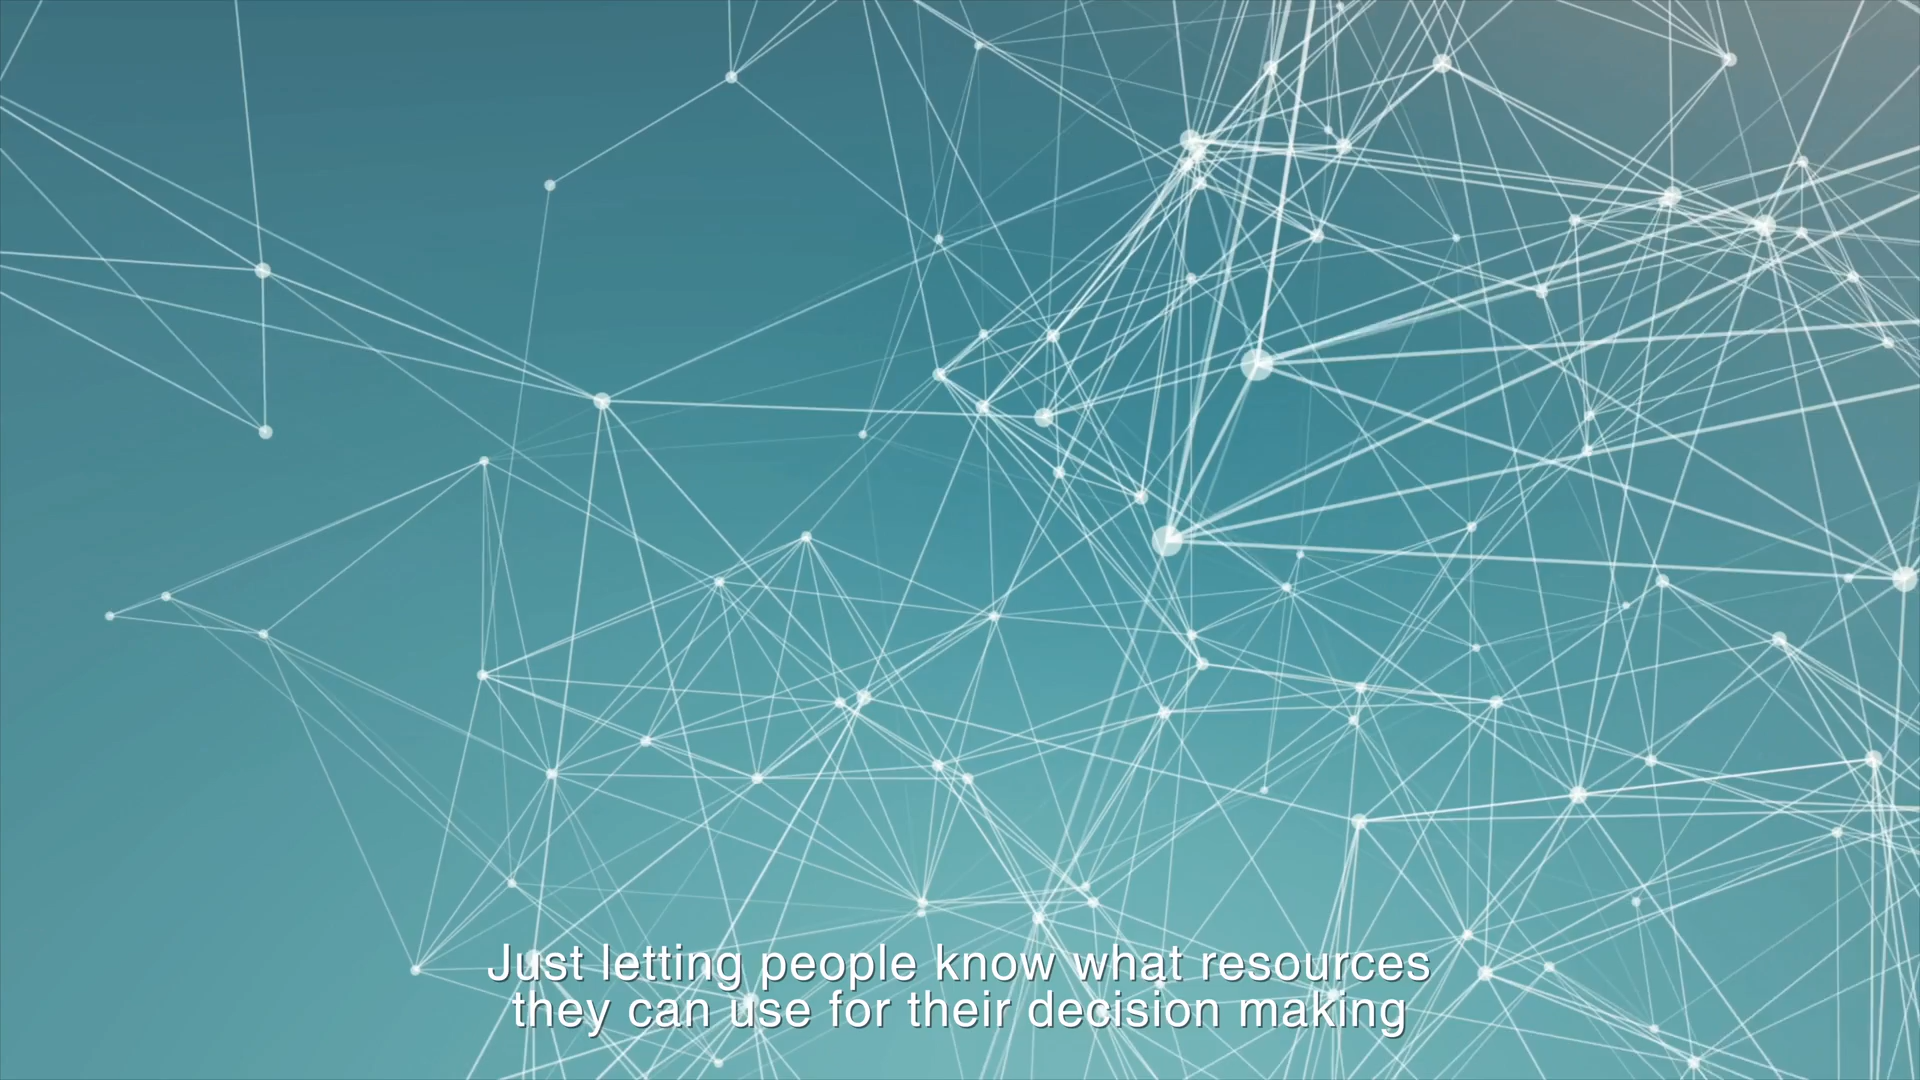 Just letting people know what resources
they can use for their decision making